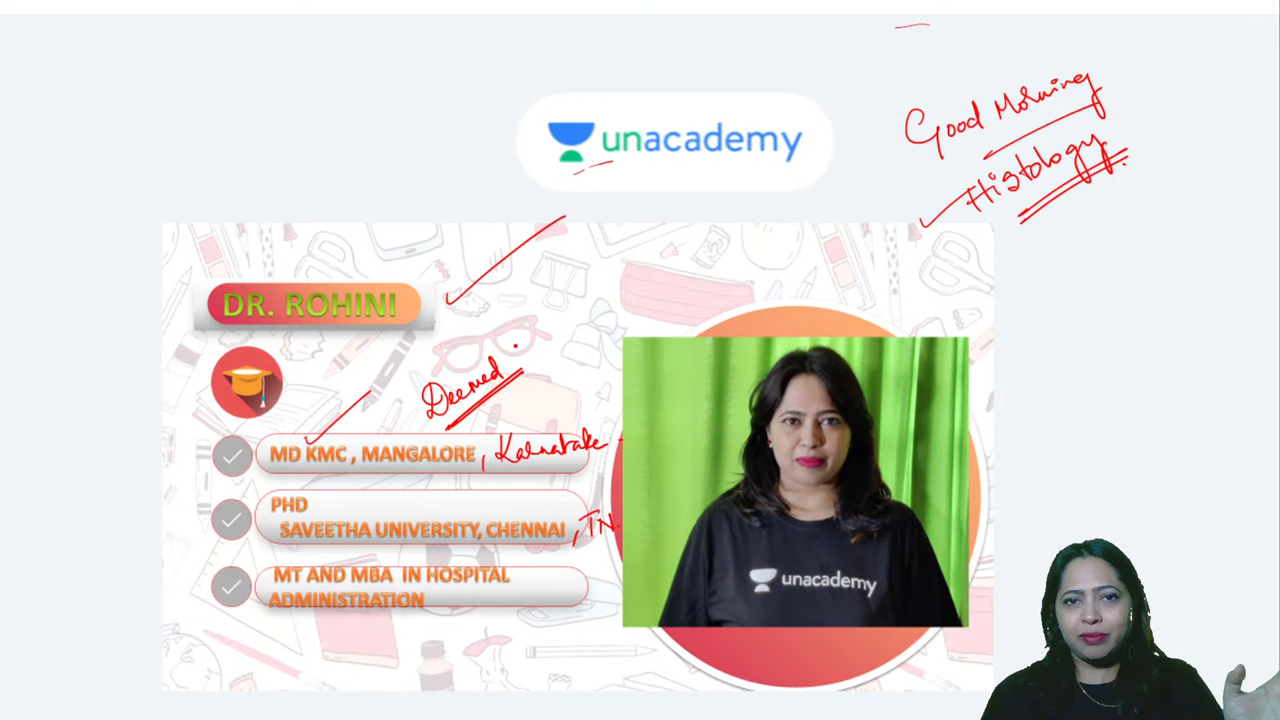 Good Morning
unacademy
Histology
DR. ROHINI
Deemed
MD KMC , MANGALORE , Karnatake
PHD
SAVEETHA UNIVERSITY, CHENNAI , TN.
MT AND MBA IN HOSPITAL
ADMINISTRATION
unacademy